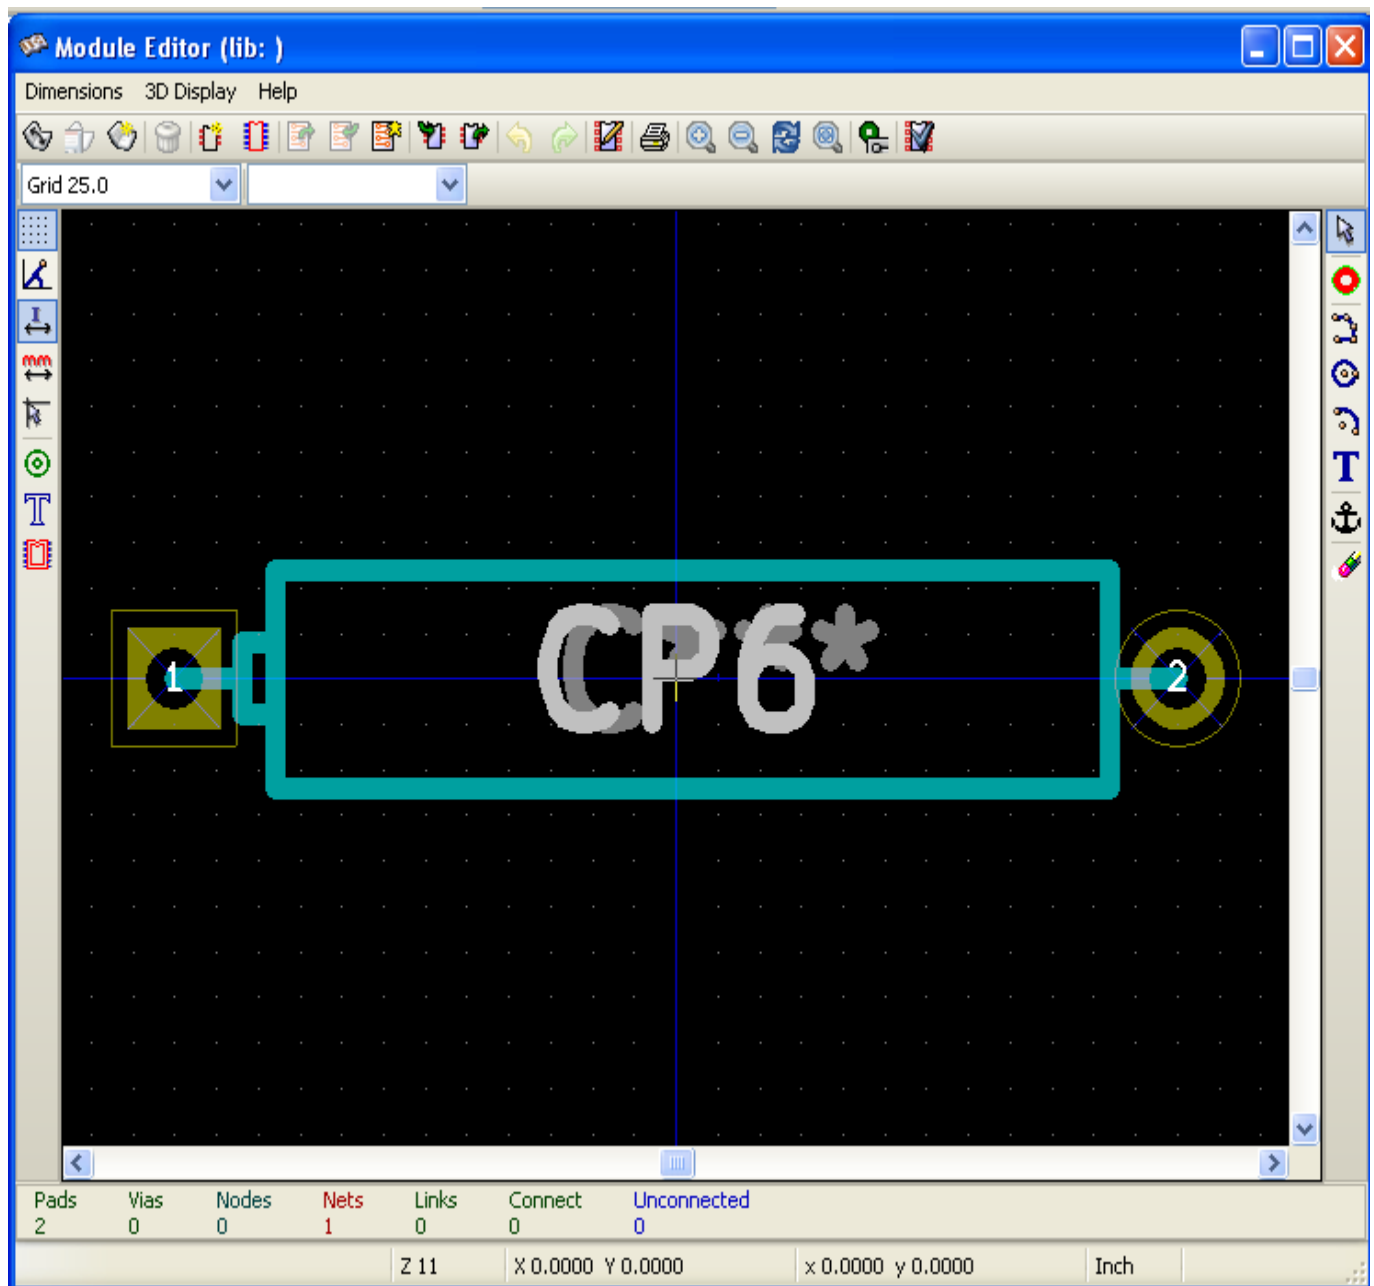 Module Editor (lib: )
Dimensions 3D Display Help
Grid 25.0
I
mm
T
T
CP6
C***
1
2
Pads Vias Nodes Nets Links Connect Unconnected
2 0 0 1 0 0 0
Z 11 X 0.0000 Y 0.0000 x 0.0000 y 0.0000 Inch